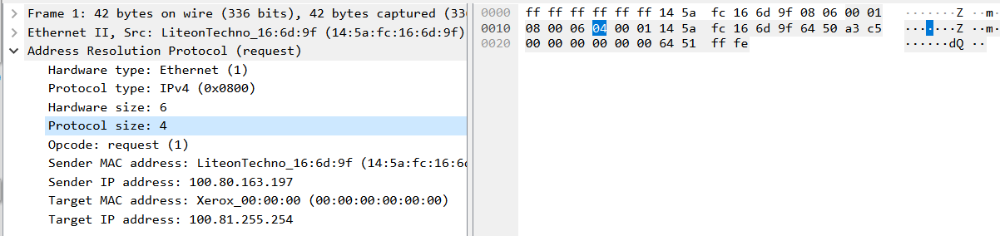 Frame 1: 42 bytes on wire (336 bits), 42 bytes captured (33
Ethernet II, Src: LiteonTechno_16:6d:9f (14:5a:fc:16:6d:9f)
Address Resolution Protocol (request)
Hardware type: Ethernet (1)
Protocol type: IPv4 (0x0800)
Hardware size: 6
Protocol size: 4
Opcode: request (1)
Sender MAC address: LiteonTechno_16:6d:9f (14:5a:fc:16:6d
Sender IP address: 100.80.163.197
Target MAC address: Xerox_00:00:00 (00:00:00:00:00:00)
Target IP address: 100.81.255.254
0000 ff ff ff ff ff ff 14 5a fc 16 6d 9f 08 06 00 01 ·······Z ··m·····
0010 08 00 06 04 00 01 14 5a fc 16 6d 9f 64 50 a3 c5 ·······Z ··m·
0020 00 00 00 00 00 00 64 51 ff fe ······dQ ··